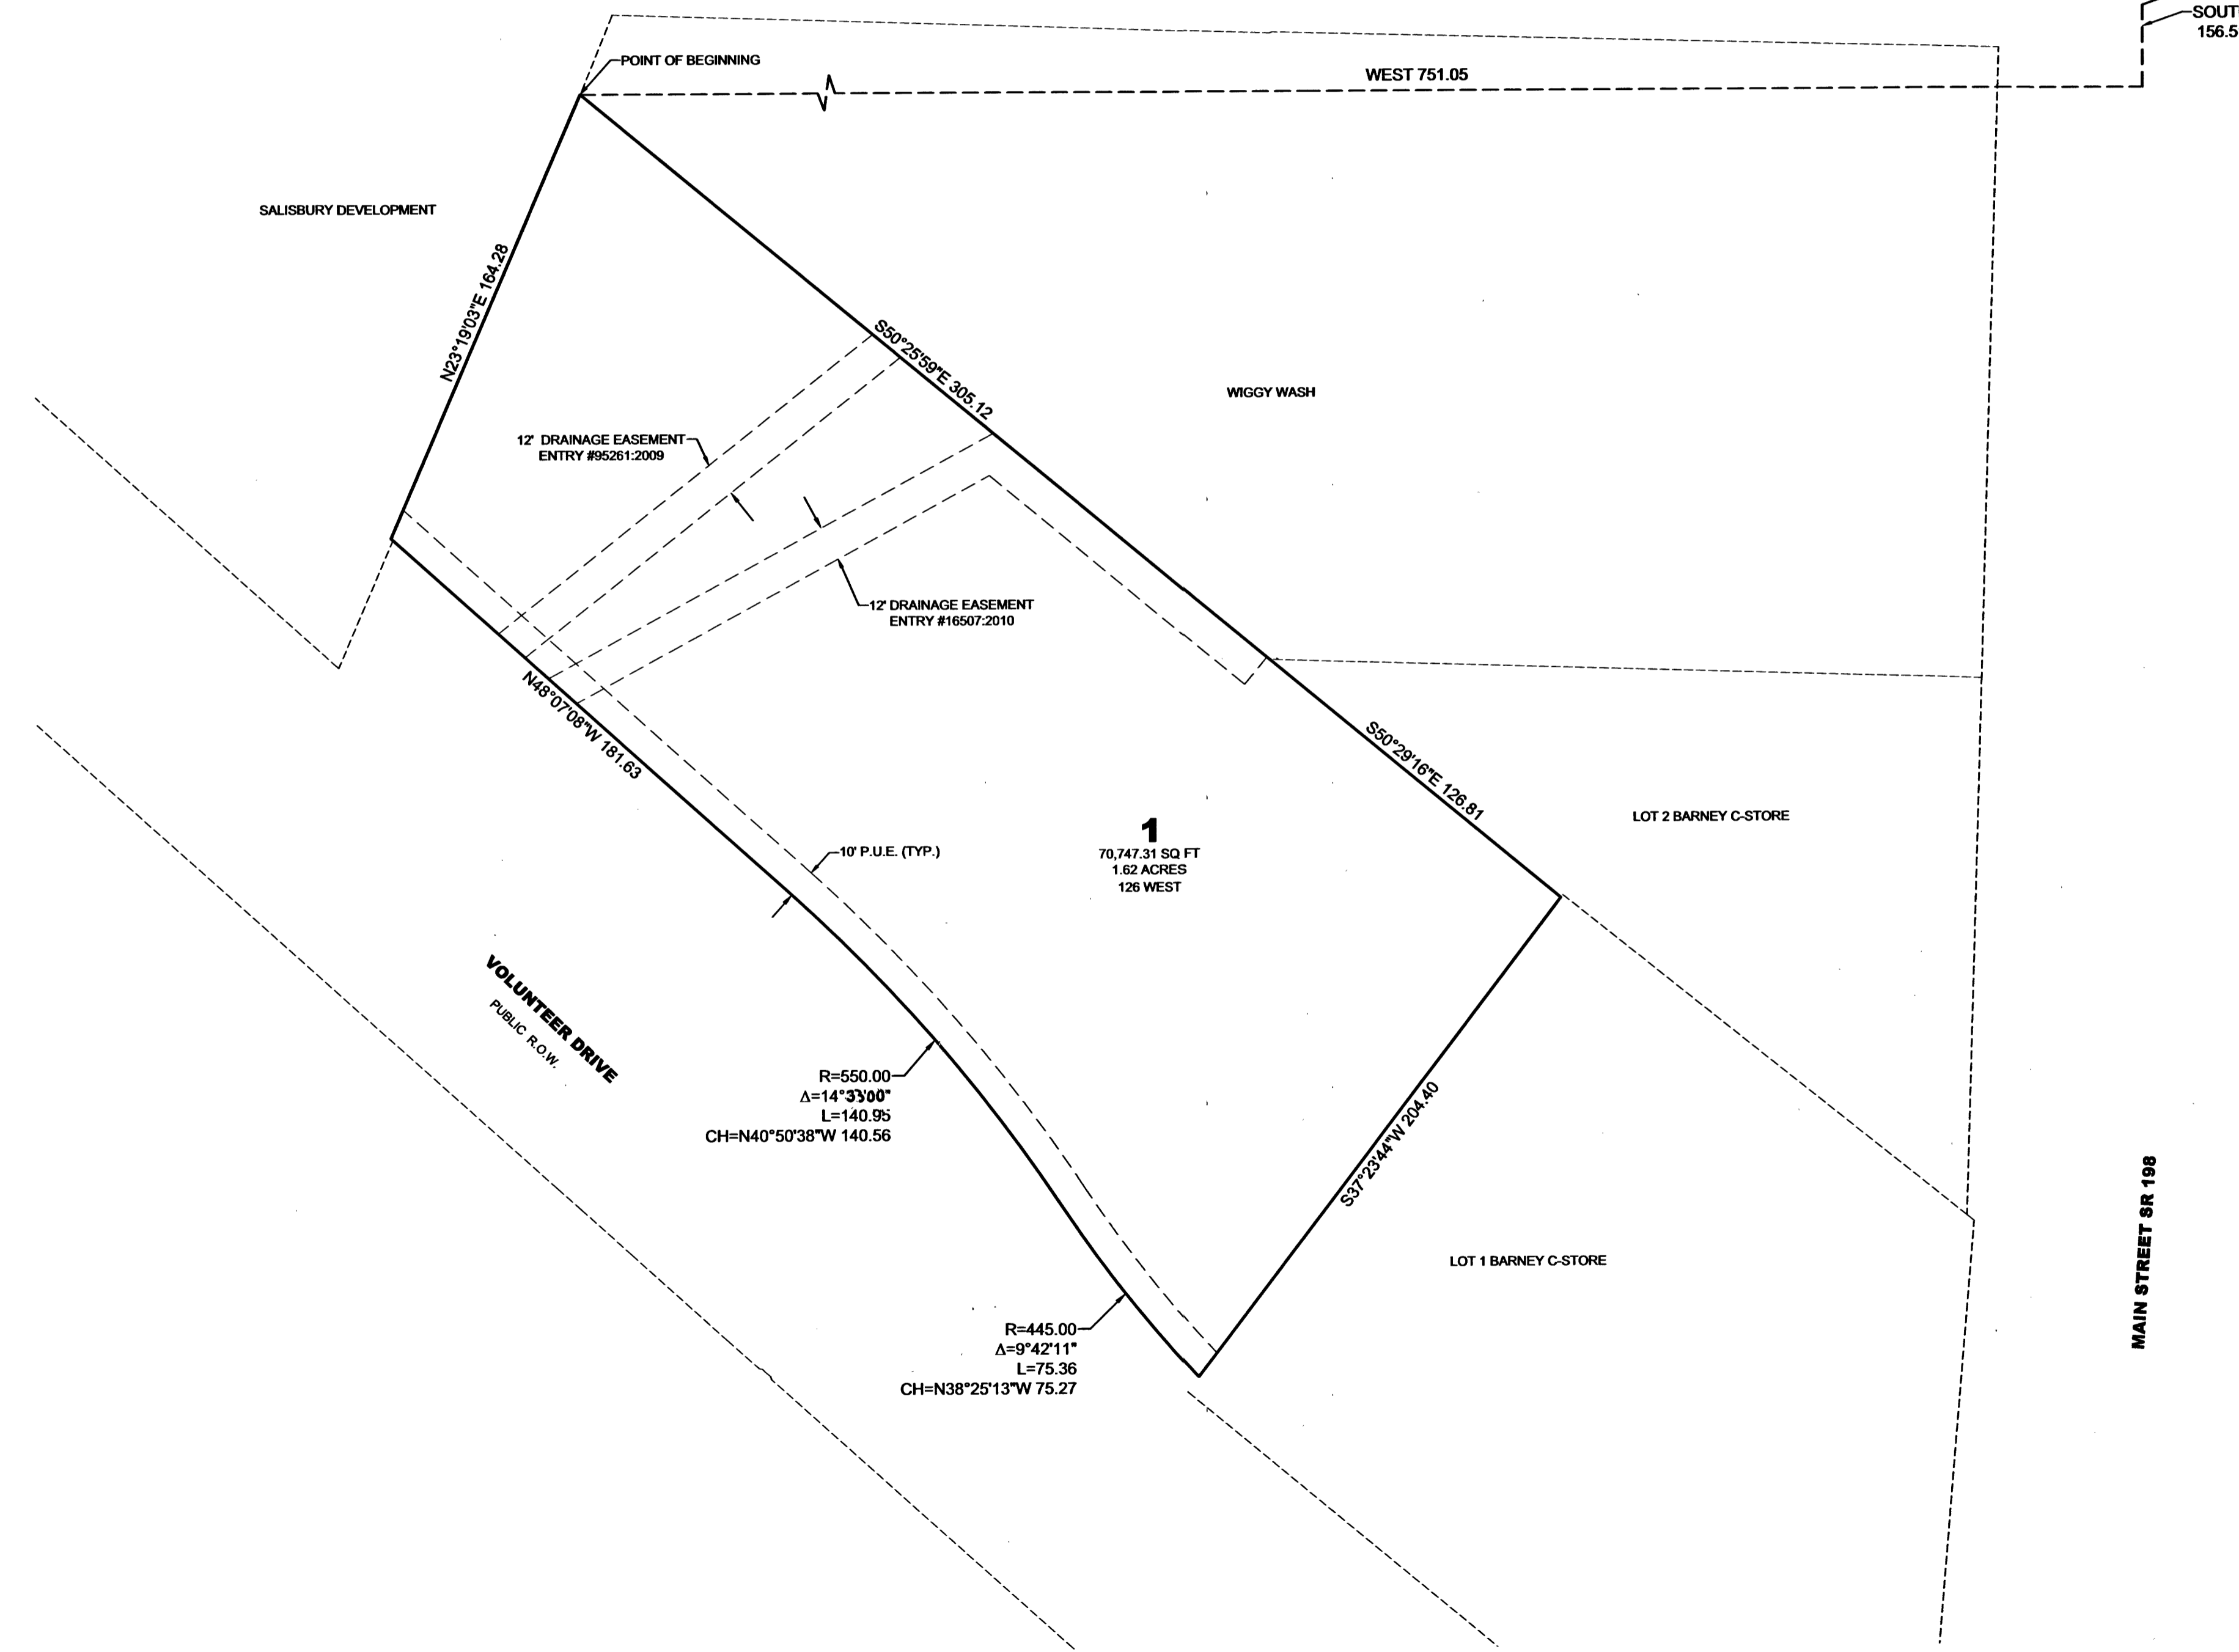 SOUT
156.5
POINT OF BEGINNING
WEST 751.05
SALISBURY DEVELOPMENT
N23°19'03"E 164.28
S50°25'59"E 305.12
WIGGY WASH
12' DRAINAGE EASEMENT
ENTRY #95261:2009
12' DRAINAGE EASEMENT
ENTRY #16507:2010
N48°07'08"W 181.63
S50°29'16"E 126.81
1
70,747.31 SQ FT
1.62 ACRES
126 WEST
LOT 2 BARNEY C-STORE
10' P.U.E. (TYP.)
VOLUNTEER DRIVE
PUBLIC R.O.W.
R=550.00
Δ=14°33'00"
L=140.95
CH=N40°50'38"W 140.56
S37°23'44"W 204.40
LOT 1 BARNEY C-STORE
MAIN STREET SR 198
R=445.00
Δ=9°42'11"
L=75.36
CH=N38°25'13"W 75.27